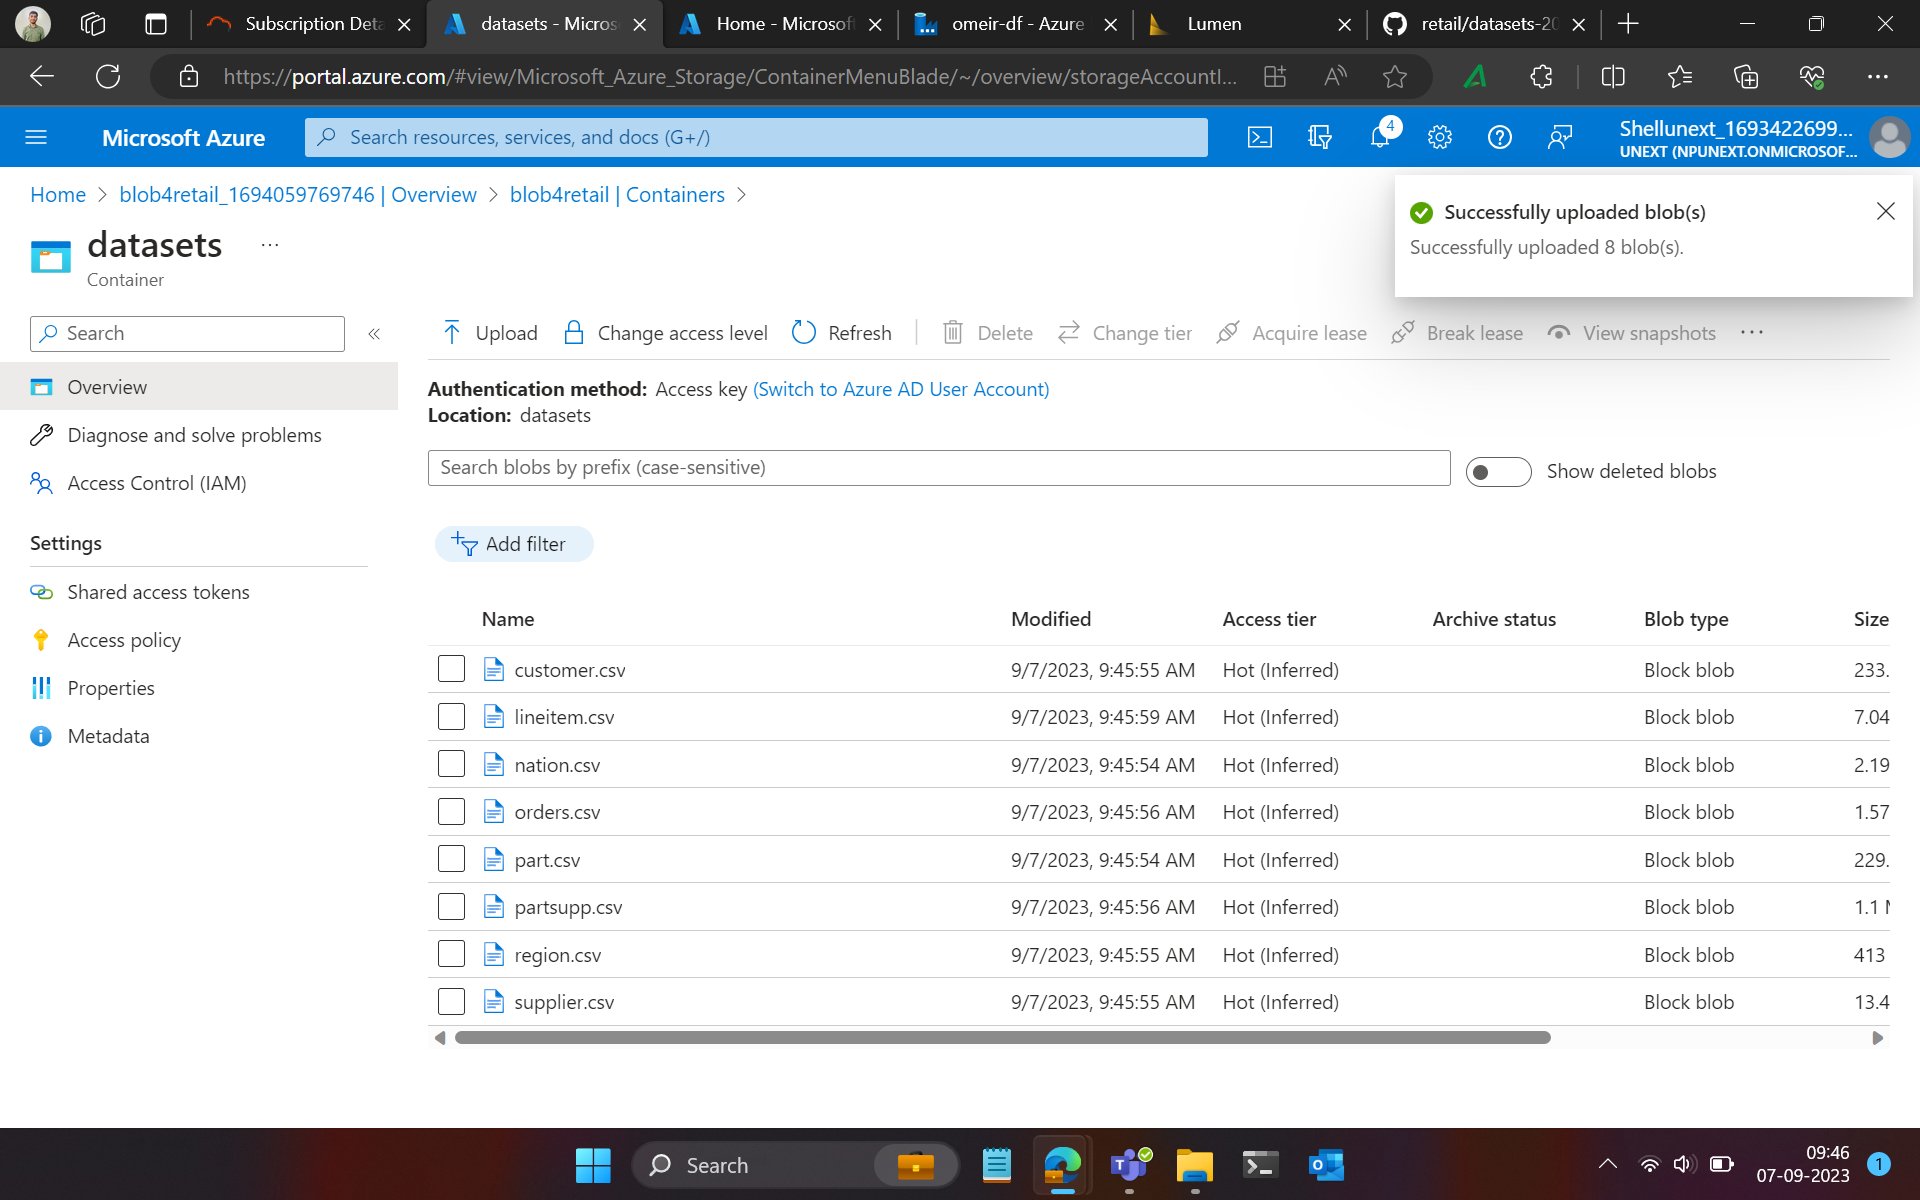 Subscription Deta
datasets - Micros
Home - Microsof
omeir-df - Azure
Lumen
retail/datasets-20
https://portal.azure.com/#view/Microsoft_Azure_Storage/ContainerMenuBlade/~/overview/storageAccountI...
Microsoft Azure
Search resources, services, and docs (G+/)
4
Shellunext_1693422699...
UNEXT (NPUNEXT.ONMICROSOF...
Home > blob4retail_1694059769746 | Overview > blob4retail | Containers >
datasets ...
Container
Successfully uploaded blob(s)
Successfully uploaded 8 blob(s).
Search
«
Upload Change access level Refresh Delete Change tier Acquire lease Break lease View snapshots ...
Overview
Diagnose and solve problems
Access Control (IAM)
Settings
Shared access tokens
Access policy
Properties
Metadata
Authentication method: Access key (Switch to Azure AD User Account)
Location: datasets
Search blobs by prefix (case-sensitive)
Show deleted blobs
Add filter
Name Modified Access tier Archive status Blob type Size
customer.csv 9/7/2023, 9:45:55 AM Hot (Inferred) Block blob 233.
lineitem.csv 9/7/2023, 9:45:59 AM Hot (Inferred) Block blob 7.04
nation.csv 9/7/2023, 9:45:54 AM Hot (Inferred) Block blob 2.19
orders.csv 9/7/2023, 9:45:56 AM Hot (Inferred) Block blob 1.57
part.csv 9/7/2023, 9:45:54 AM Hot (Inferred) Block blob 229.
partsupp.csv 9/7/2023, 9:45:56 AM Hot (Inferred) Block blob 1.1
region.csv 9/7/2023, 9:45:55 AM Hot (Inferred) Block blob 413
supplier.csv 9/7/2023, 9:45:55 AM Hot (Inferred) Block blob 13.4
Search
09:46
07-09-2023
1